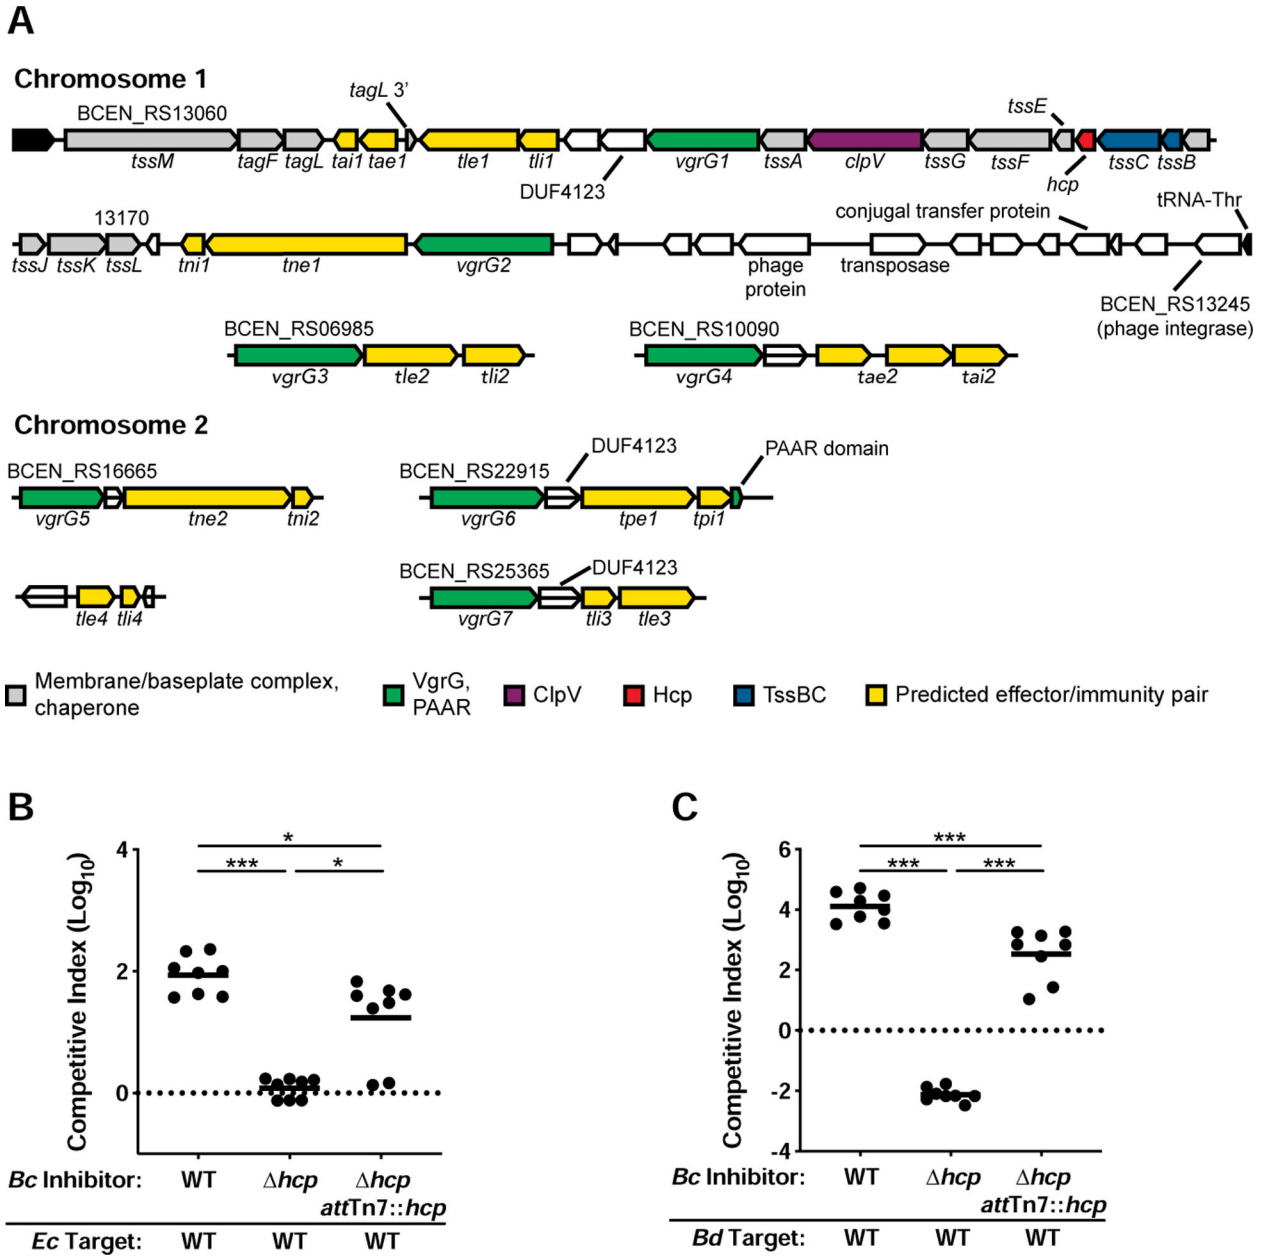 A
Chromosome 1
tagL 3'
BCEN_RS13060
tssE
tssM tagF tagL tai1 tae1 tle1 tli1 vgrG1 tssA clpV tssG tssF tssC tssB
DUF4123
hcp
13170
conjugal transfer protein
tRNA-Thr
tssJ tssK tssL tni1 tne1 vgrG2
phage protein
transposase
BCEN_RS13245
(phage integrase)
BCEN_RS06985 BCEN_RS10090
vgrG3 tle2 tli2 vgrG4 tae2 tai2
Chromosome 2
DUF4123 PAAR domain
BCEN_RS16665 BCEN_RS22915
vgrG5 tne2 tni2 vgrG6 tpe1 tpi1
BCEN_RS25365 DUF4123
tle4 tli4 vgrG7 tli3 tle3
Membrane/baseplate complex,
chaperone
VgrG,
PAAR
ClpV
Hcp
TssBC
Predicted effector/immunity pair
B
Competitive Index (Log10)
4
2
0
*
*** *
Bc Inhibitor: WT Δhcp Δhcp
attTn7::hcp
Ec Target: WT WT WT
C
Competitive Index (Log10)
6
4
2
0
-2
-4
***
*** ***
Bc Inhibitor: WT Δhcp Δhcp
attTn7::hcp
Bd Target: WT WT WT